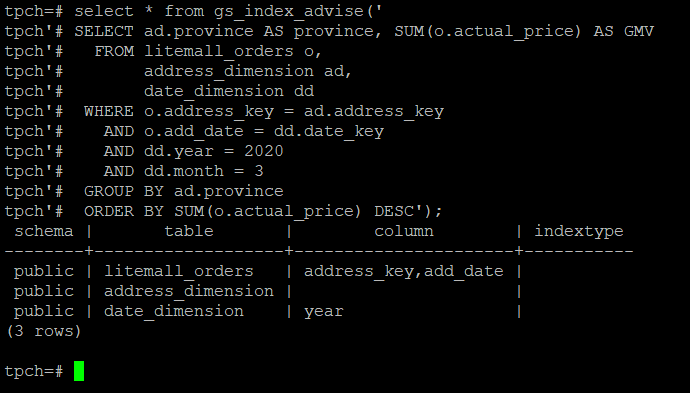 tpch=# select * from gs_index_advise('
tpch'# SELECT ad.province AS province, SUM(o.actual_price) AS GMV
tpch'#   FROM litemall_orders o,
tpch'#        address_dimension ad,
tpch'#        date_dimension dd
tpch'#  WHERE o.address_key = ad.address_key
tpch'#    AND o.add_date = dd.date_key
tpch'#    AND dd.year = 2020
tpch'#    AND dd.month = 3
tpch'#  GROUP BY ad.province
tpch'#  ORDER BY SUM(o.actual_price) DESC');
 schema |       table       |        column        | indextype
--------+-------------------+----------------------+-----------
 public | litemall_orders   | address_key,add_date |
 public | address_dimension |                      |
 public | date_dimension    | year                 |
(3 rows)
tpch=#